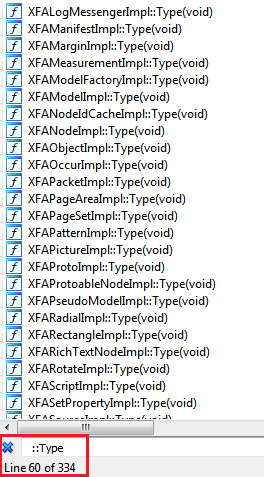 XFALogMessengerImpl::Type(void)
XFAManifestImpl::Type(void)
XFAMarginImpl::Type(void)
XFAMeasurementImpl::Type(void)
XFAModelFactoryImpl::Type(void)
XFAModelImpl::Type(void)
XFANodeIdCacheImpl::Type(void)
XFANodeImpl::Type(void)
XFAObjectImpl::Type(void)
XFAOccurImpl::Type(void)
XFAPacketImpl::Type(void)
XFAPageAreaImpl::Type(void)
XFAPageSetImpl::Type(void)
XFAPatternImpl::Type(void)
XFAPictureImpl::Type(void)
XFAProtoImpl::Type(void)
XFAProtoableNodeImpl::Type(void)
XFAPseudoModelImpl::Type(void)
XFARadialImpl::Type(void)
XFARectangleImpl::Type(void)
XFARichTextNodeImpl::Type(void)
XFARotateImpl::Type(void)
XFAScriptImpl::Type(void)
XFASetPropertyImpl::Type(void)
XFASourceImpl::Type(void)
::Type
Line 60 of 334